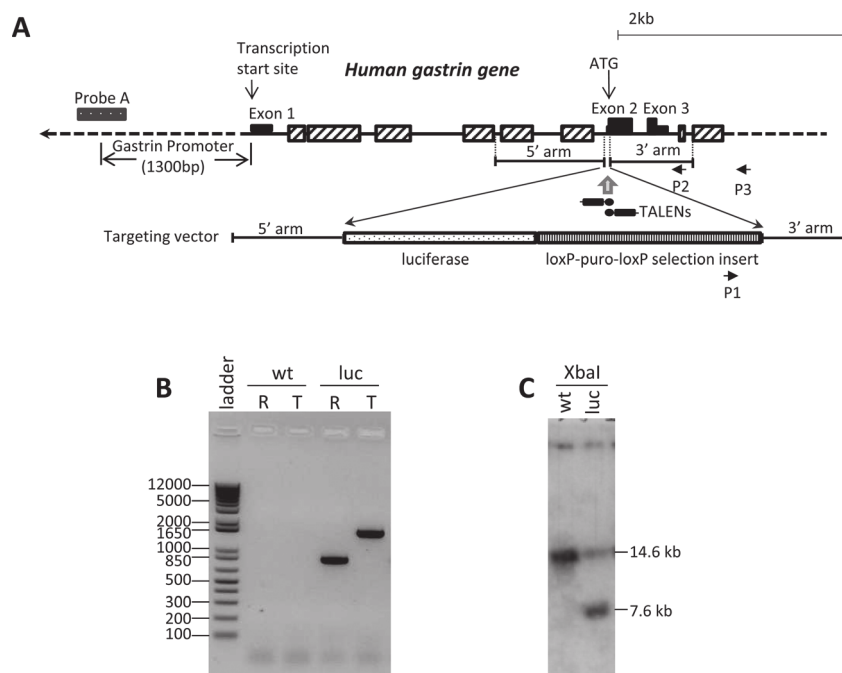 A
2kb
Transcription
start site
Human gastrin gene
ATG
Probe A
Exon 1
Exon 2
Exon 3
Gastrin Promoter
(1300bp)
5' arm
3' arm
P2
P3
TALENs
Targeting vector
5' arm
3' arm
luciferase
loxP-puro-loxP selection insert
P1
B
ladder
wt
luc
R
T
R
T
12000
5000
2000
1650
1000
850
500
300
200
100
C
XbaI
wt
luc
14.6 kb
7.6 kb